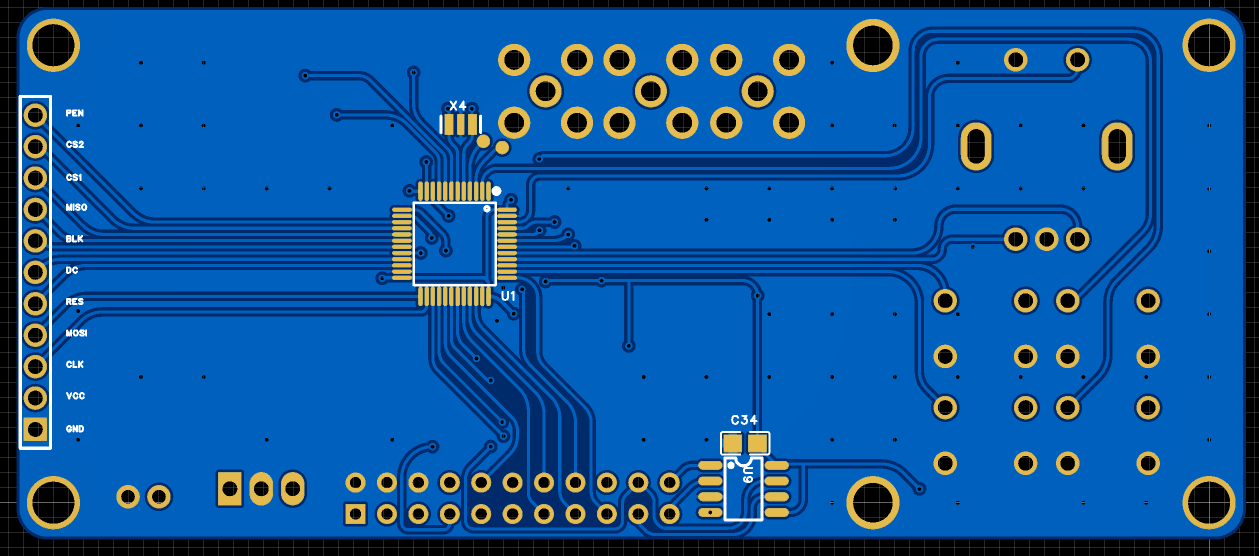 X4
PEN
CS2
CS1
MISO
BLK
DC
RES
U1
MOSI
CLK
VCC
C34
GND
U9